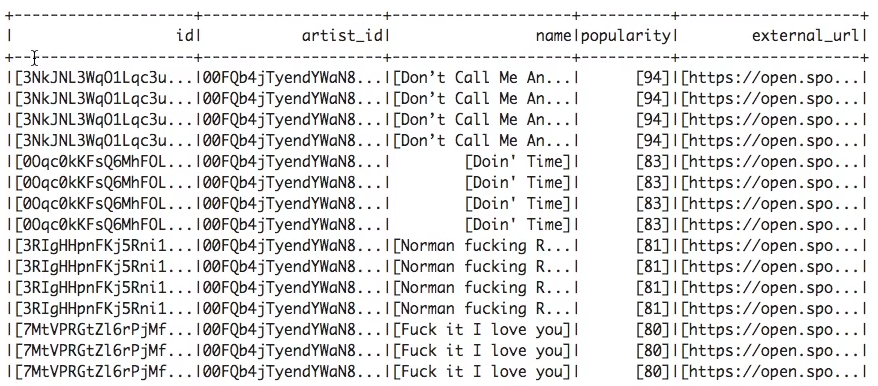 +--------------------+--------------------+--------------------+----------+--------------------+
| id| artist_id| name|popularity| external_url|
+--------------------+--------------------+--------------------+----------+--------------------+
|[3NkJNL3WqO1Lqc3u...|00FQb4jTyendYWaN8...|[Don’t Call Me An...| [94]|[https://open.spo...|
|[3NkJNL3WqO1Lqc3u...|00FQb4jTyendYWaN8...|[Don’t Call Me An...| [94]|[https://open.spo...|
|[3NkJNL3WqO1Lqc3u...|00FQb4jTyendYWaN8...|[Don’t Call Me An...| [94]|[https://open.spo...|
|[3NkJNL3WqO1Lqc3u...|00FQb4jTyendYWaN8...|[Don’t Call Me An...| [94]|[https://open.spo...|
|[0Oqc0kKFsQ6MhFOL...|00FQb4jTyendYWaN8...| [Doin' Time]| [83]|[https://open.spo...|
|[0Oqc0kKFsQ6MhFOL...|00FQb4jTyendYWaN8...| [Doin' Time]| [83]|[https://open.spo...|
|[0Oqc0kKFsQ6MhFOL...|00FQb4jTyendYWaN8...| [Doin' Time]| [83]|[https://open.spo...|
|[0Oqc0kKFsQ6MhFOL...|00FQb4jTyendYWaN8...| [Doin' Time]| [83]|[https://open.spo...|
|[3RIgHHpnFKj5Rni1...|00FQb4jTyendYWaN8...|[Norman fucking R...| [81]|[https://open.spo...|
|[3RIgHHpnFKj5Rni1...|00FQb4jTyendYWaN8...|[Norman fucking R...| [81]|[https://open.spo...|
|[3RIgHHpnFKj5Rni1...|00FQb4jTyendYWaN8...|[Norman fucking R...| [81]|[https://open.spo...|
|[3RIgHHpnFKj5Rni1...|00FQb4jTyendYWaN8...|[Norman fucking R...| [81]|[https://open.spo...|
|[7MtVPRGtZl6rPjMf...|00FQb4jTyendYWaN8...|[Fuck it I love you]| [80]|[https://open.spo...|
|[7MtVPRGtZl6rPjMf...|00FQb4jTyendYWaN8...|[Fuck it I love you]| [80]|[https://open.spo...|
|[7MtVPRGtZl6rPjMf...|00FQb4jTyendYWaN8...|[Fuck it I love you]| [80]|[https://open.spo...|